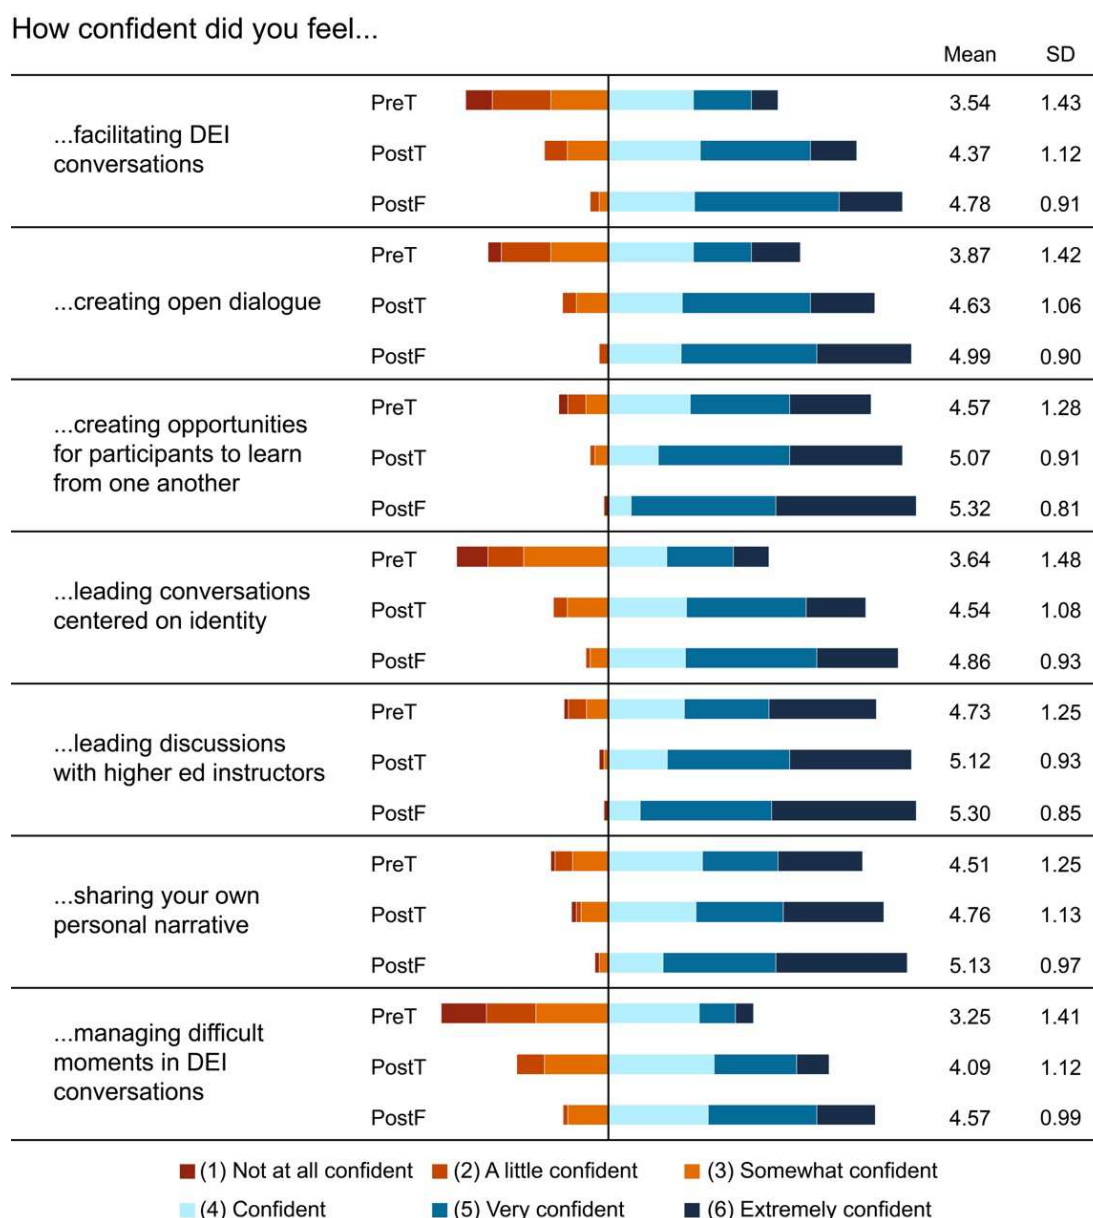 How confident did you feel...
Mean SD
...facilitating DEI
conversations
PreT 3.54 1.43
PostT 4.37 1.12
PostF 4.78 0.91
...creating open dialogue
PreT 3.87 1.42
PostT 4.63 1.06
PostF 4.99 0.90
...creating opportunities
for participants to learn
from one another
PreT 4.57 1.28
PostT 5.07 0.91
PostF 5.32 0.81
...leading conversations
centered on identity
PreT 3.64 1.48
PostT 4.54 1.08
PostF 4.86 0.93
...leading discussions
with higher ed instructors
PreT 4.73 1.25
PostT 5.12 0.93
PostF 5.30 0.85
...sharing your own
personal narrative
PreT 4.51 1.25
PostT 4.76 1.13
PostF 5.13 0.97
...managing difficult
moments in DEI
conversations
PreT 3.25 1.41
PostT 4.09 1.12
PostF 4.57 0.99
(1) Not at all confident (2) A little confident (3) Somewhat confident
(4) Confident (5) Very confident (6) Extremely confident